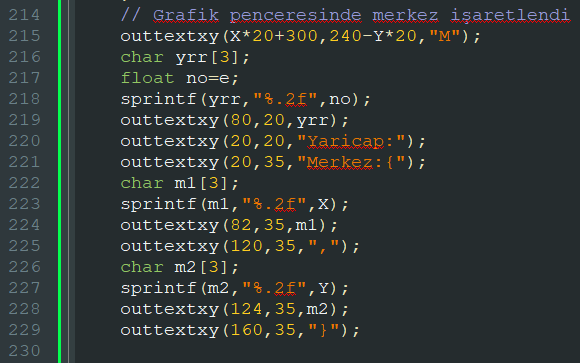 214 // Grafik penceresinde merkez işaretlendi
215 outtextxy(X*20+300,240-Y*20,"M");
216 char yrr[3];
217 float no=e;
218 sprintf(yrr,"%.2f",no);
219 outtextxy(80,20,yrr);
220 outtextxy(20,20,"Yaricap:");
221 outtextxy(20,35,"Merkez:{");
222 char m1[3];
223 sprintf(m1,"%.2f",X);
224 outtextxy(82,35,m1);
225 outtextxy(120,35,",");
226 char m2[3];
227 sprintf(m2,"%.2f",Y);
228 outtextxy(124,35,m2);
229 outtextxy(160,35,"}");
230